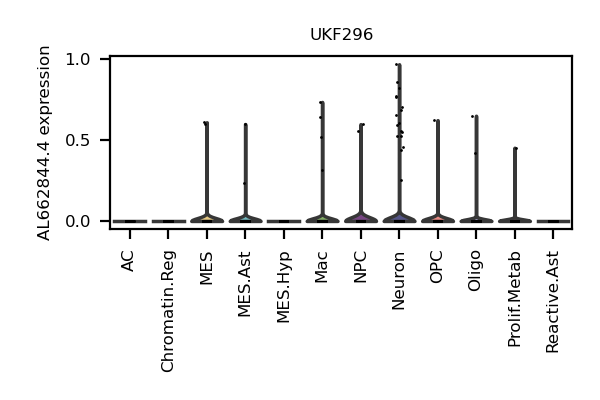 UKF296
AL662844.4 expression
1.0
0.5
0.0
AC
Chromatin.Reg
MES
MES.Ast
MES.Hyp
Mac
NPC
Neuron
OPC
Oligo
Prolif.Metab
Reactive.Ast